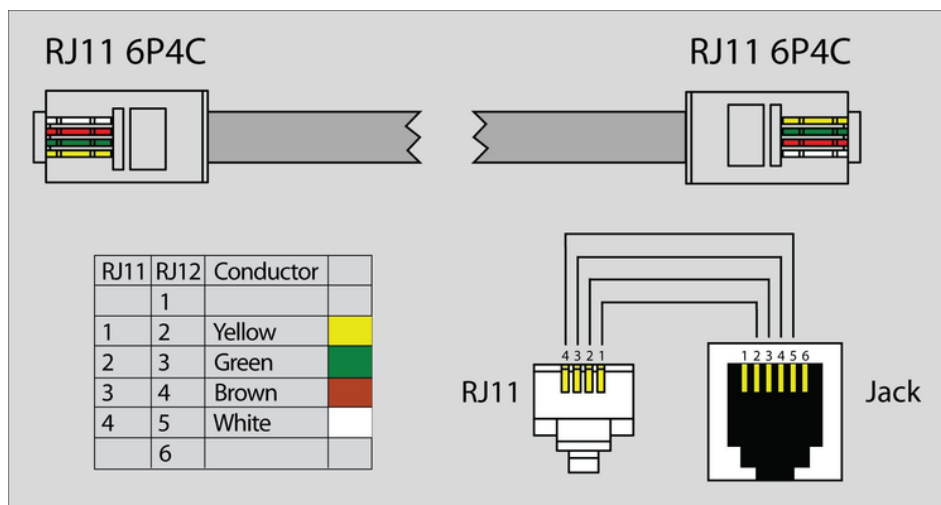 RJ11 6P4C
RJ11 6P4C
RJ11 RJ12 Conductor
1
1 2 Yellow
2 3 Green
3 4 Brown
4 5 White
6
4 3 2 1
RJ11
1 2 3 4 5 6
Jack